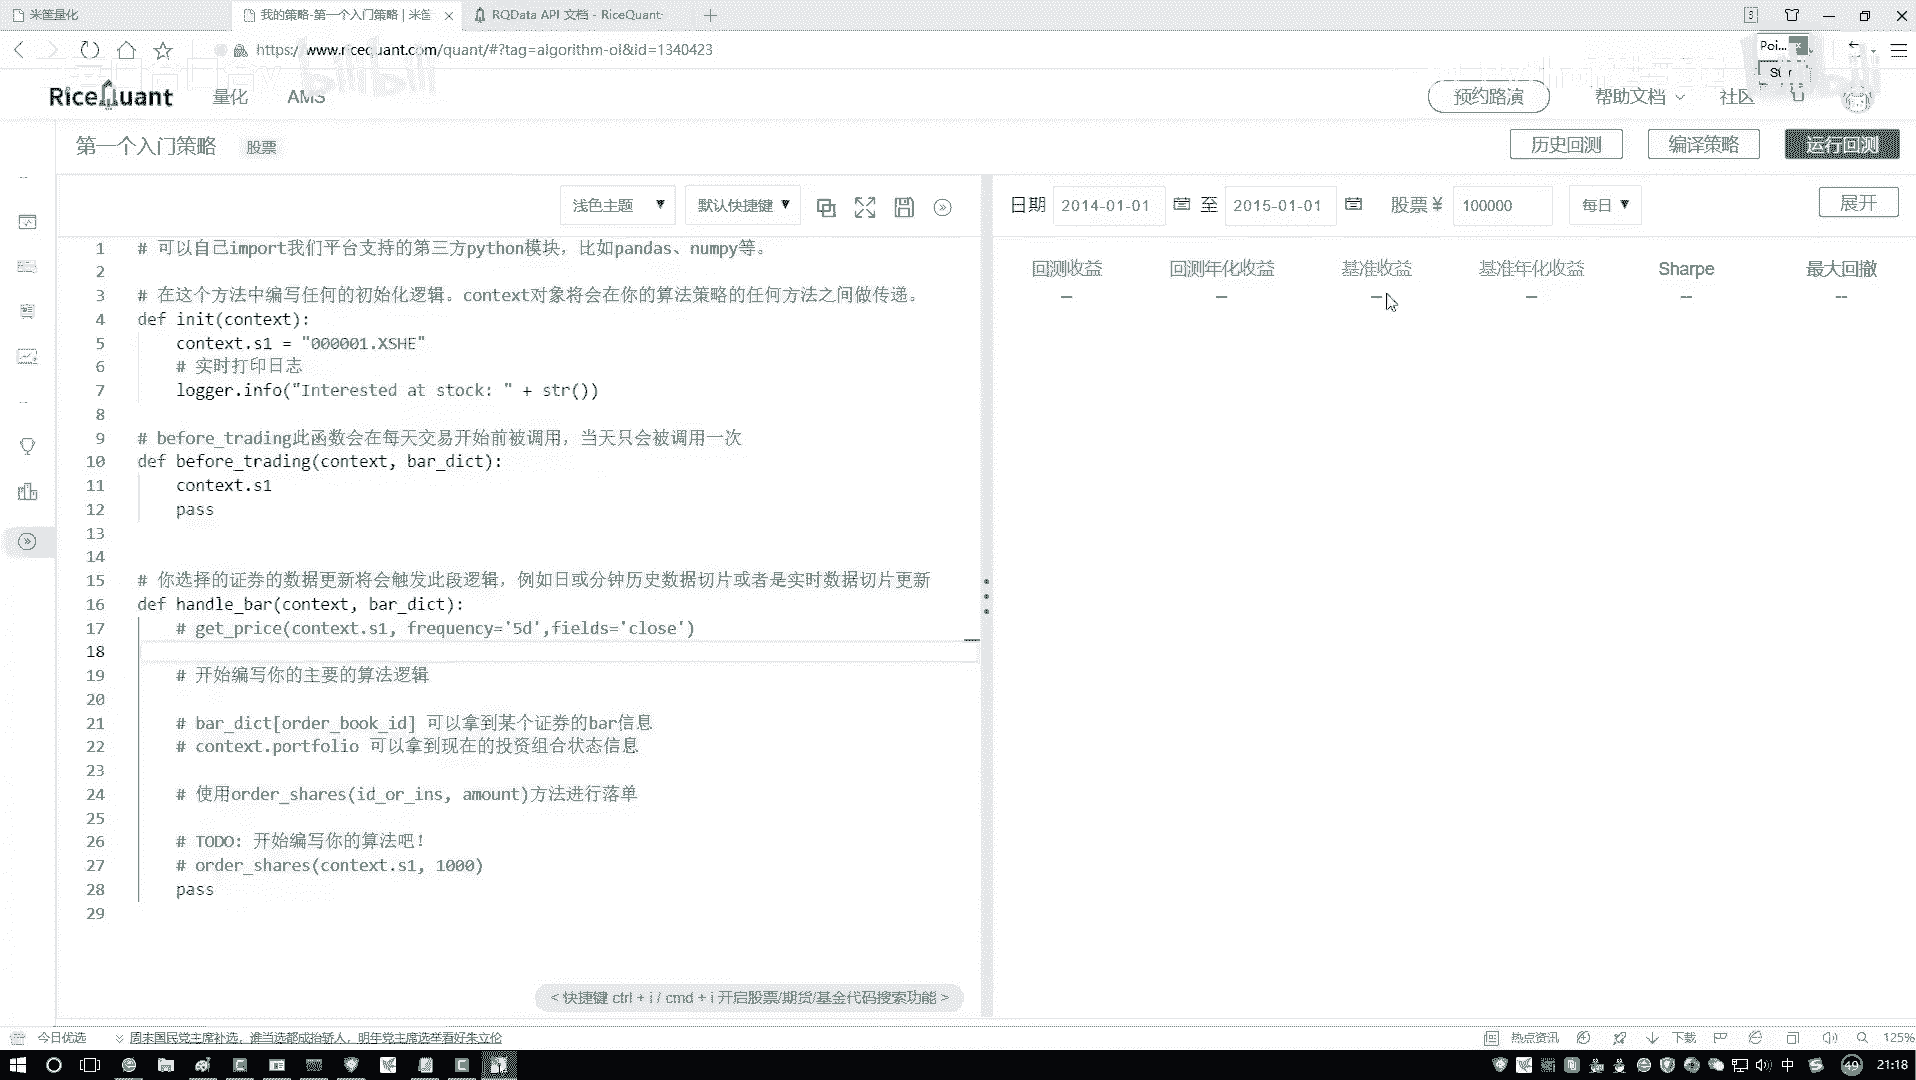 米筐量化
我的策略-第一个入门策略 | 米筐
RQData API 文档 - RiceQuant
https://www.ricequant.com/quant/#?tag=algorithm-ol&id=1340423
Poi...
RiceQuant
量化
AMS
预约路演
帮助文档
社区
第一个入门策略
股票
历史回测
编译策略
运行回测
浅色主题
默认快捷键
日期
2014-01-01
至
2015-01-01
股票 ¥
100000
每日
展开
回测收益
回测年化收益
基准收益
基准年化收益
Sharpe
最大回撤
--
--
--
--
--
--
1 # 可以自己import我们平台支持的第三方python模块，比如pandas、numpy等。
2
3 # 在这个方法中编写任何的初始化逻辑。context对象将会在你的算法策略的任何方法之间做传递。
4 def init(context):
5 context.s1 = "000001.XSHE"
6 # 实时打印日志
7 logger.info("Interested at stock: " + str())
8
9 # before_trading此函数会在每天交易开始前被调用，当天只会被调用一次
10 def before_trading(context, bar_dict):
11 context.s1
12 pass
13
14
15 # 你选择的证券的数据更新将会触发此段逻辑，例如日或分钟历史数据切片或者是实时数据切片更新
16 def handle_bar(context, bar_dict):
17 # get_price(context.s1, frequency='5d',fields='close')
18
19 # 开始编写你的主要的算法逻辑
20
21 # bar_dict[order_book_id] 可以拿到某个证券的bar信息
22 # context.portfolio 可以拿到现在的投资组合状态信息
23
24 # 使用order_shares(id_or_ins, amount)方法进行落单
25
26 # TODO: 开始编写你的算法吧！
27 # order_shares(context.s1, 1000)
28 pass
29
< 快捷键 ctrl + i / cmd + i 开启股票/期货/基金代码搜索功能 >
今日优选
周末国民党主席补选，谁当选都成抬轿人，明年党主席选举看好朱立伦
热点资讯
下载
125%
中
49
21:18